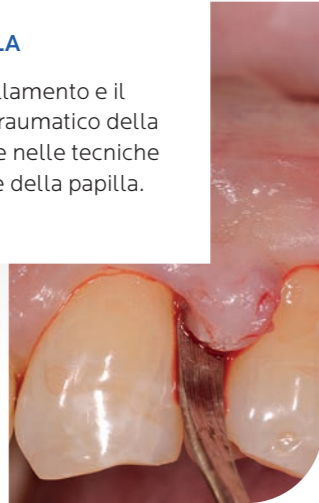 LA
llamento e il
raumatico della
e nelle tecniche
e della papilla.